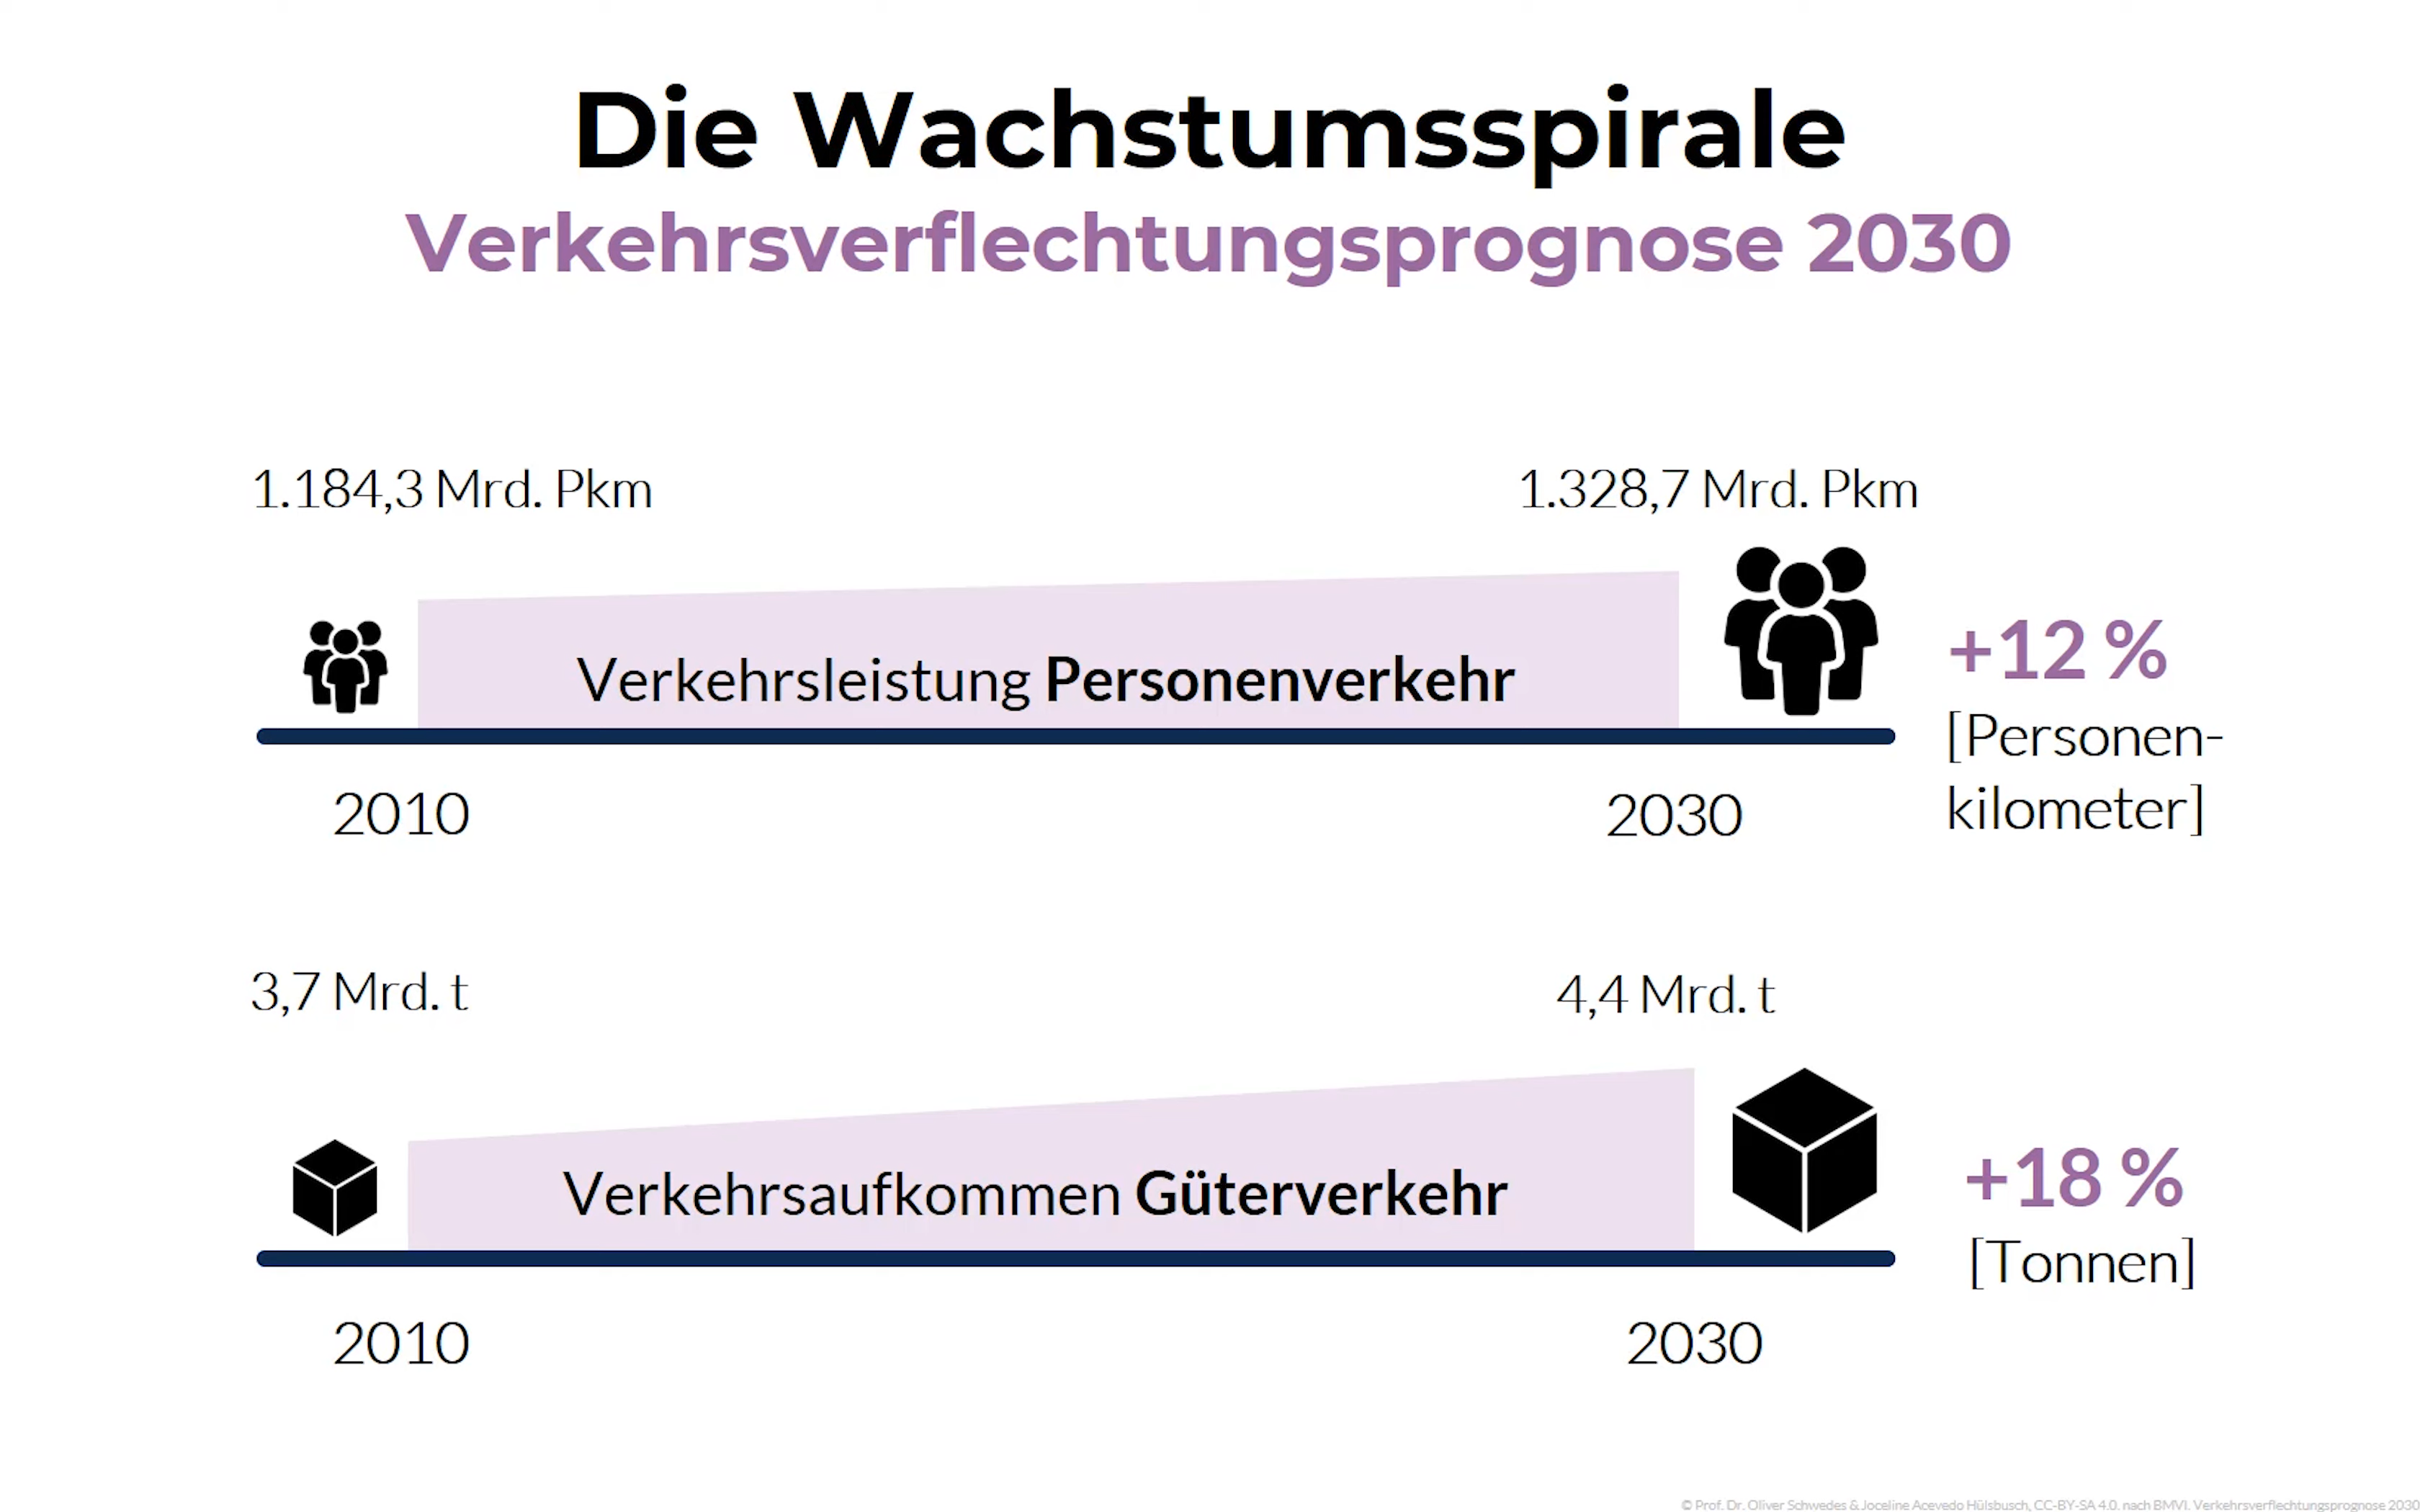 Die Wachstumsspirale
Verkehrsverflechtungsprognose 2030
1.184,3 Mrd. Pkm
1.328,7 Mrd. Pkm
Verkehrsleistung Personenverkehr
+12 %
[Personen-
kilometer]
2010
2030
3,7 Mrd. t
4,4 Mrd. t
Verkehrsaufkommen Güterverkehr
+18 %
[Tonnen]
2010
2030
© Prof. Dr. Oliver Schwedes & Joceline Acevedo Hülsbusch, CC-BY-SA 4.0. nach BMVI. Verkehrsverflechtungsprognose 2030